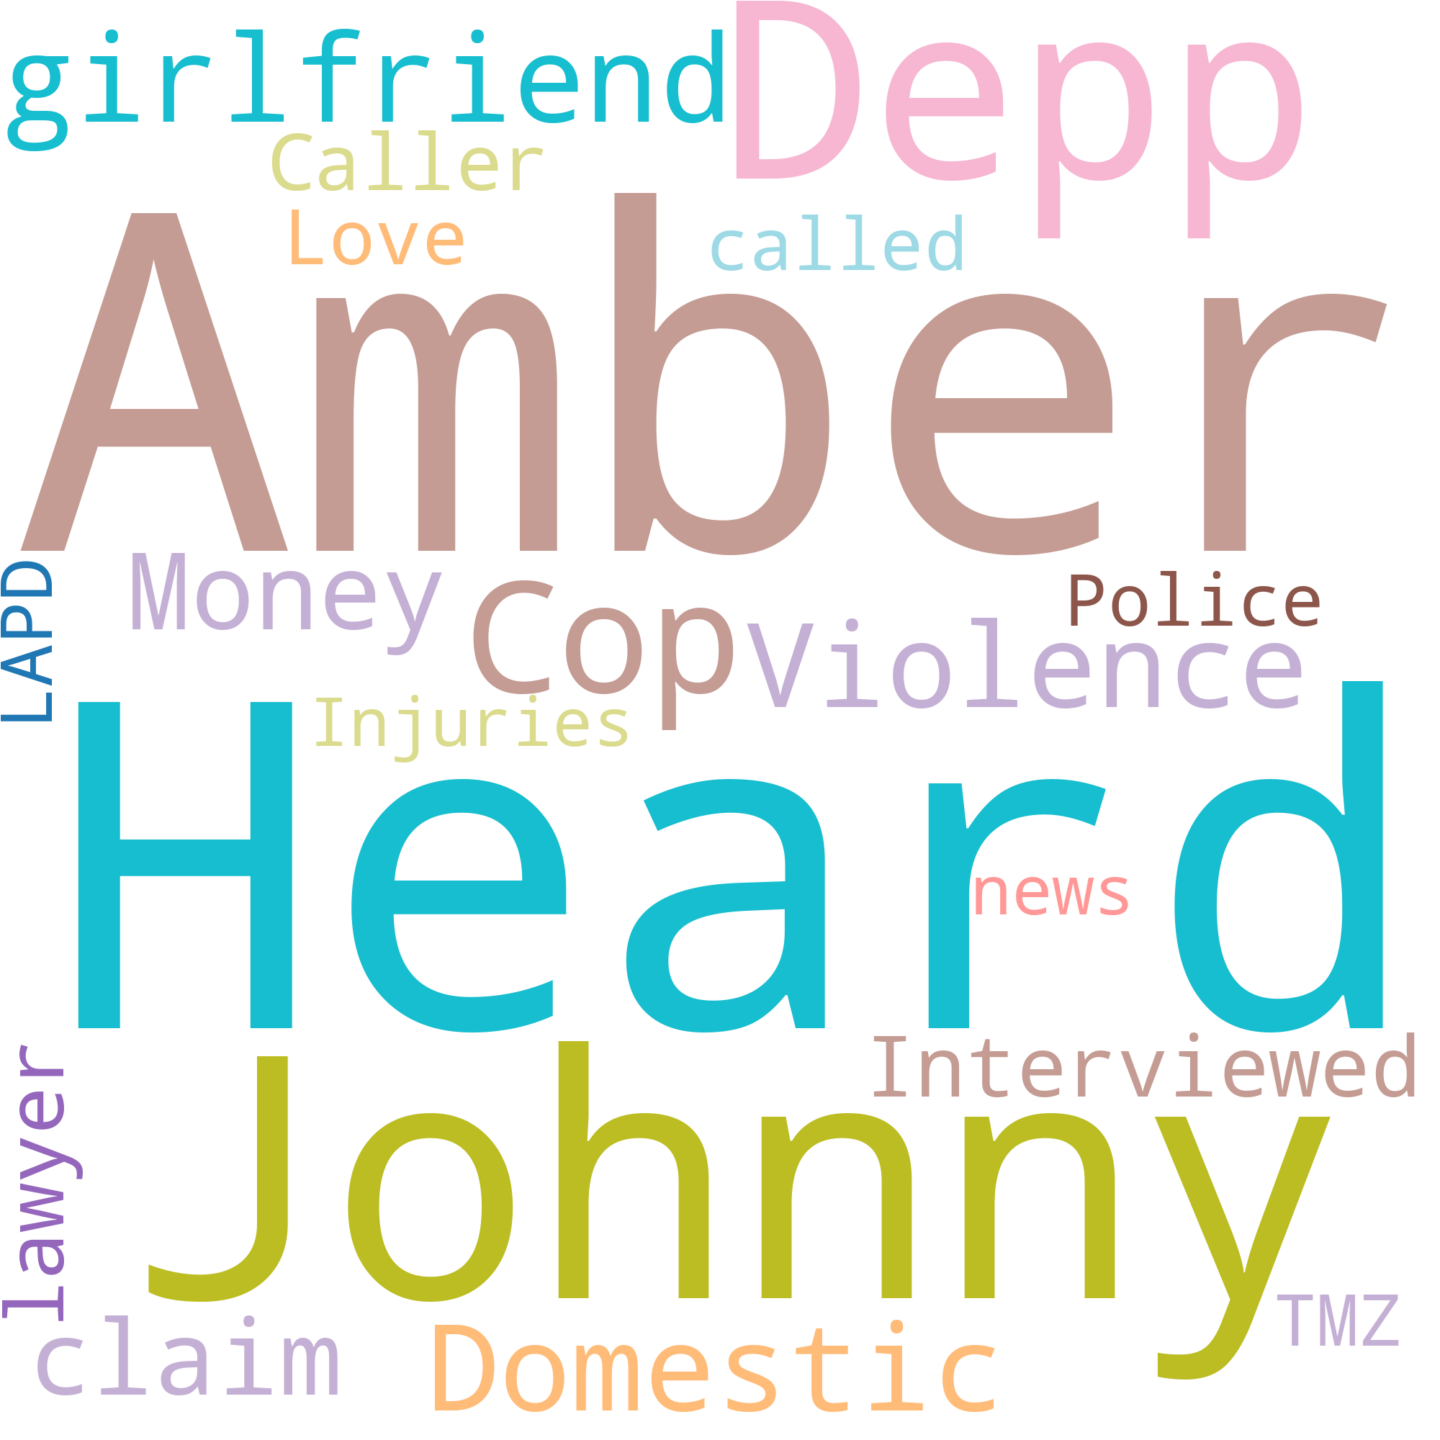 girlfriend
Depp
Caller
Love
called
Amber
LAPD
Money
Cop
Police
Violence
Injuries
Heard
news
lawyer
Interviewed
Johnny
TMZ
claim
Domestic